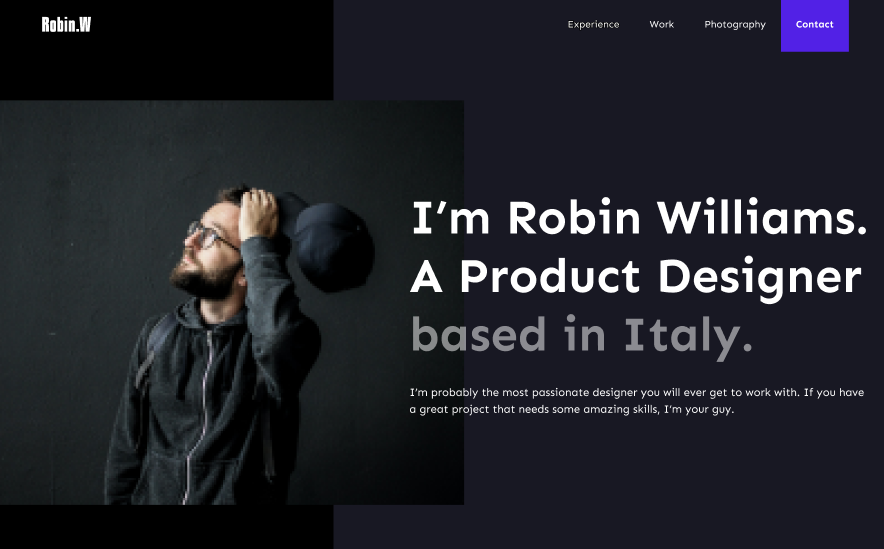 Robin.W
Experience Work Photography Contact
I’m Robin Williams.
A Product Designer
based in Italy.
I’m probably the most passionate designer you will ever get to work with. If you have
a great project that needs some amazing skills, I’m your guy.